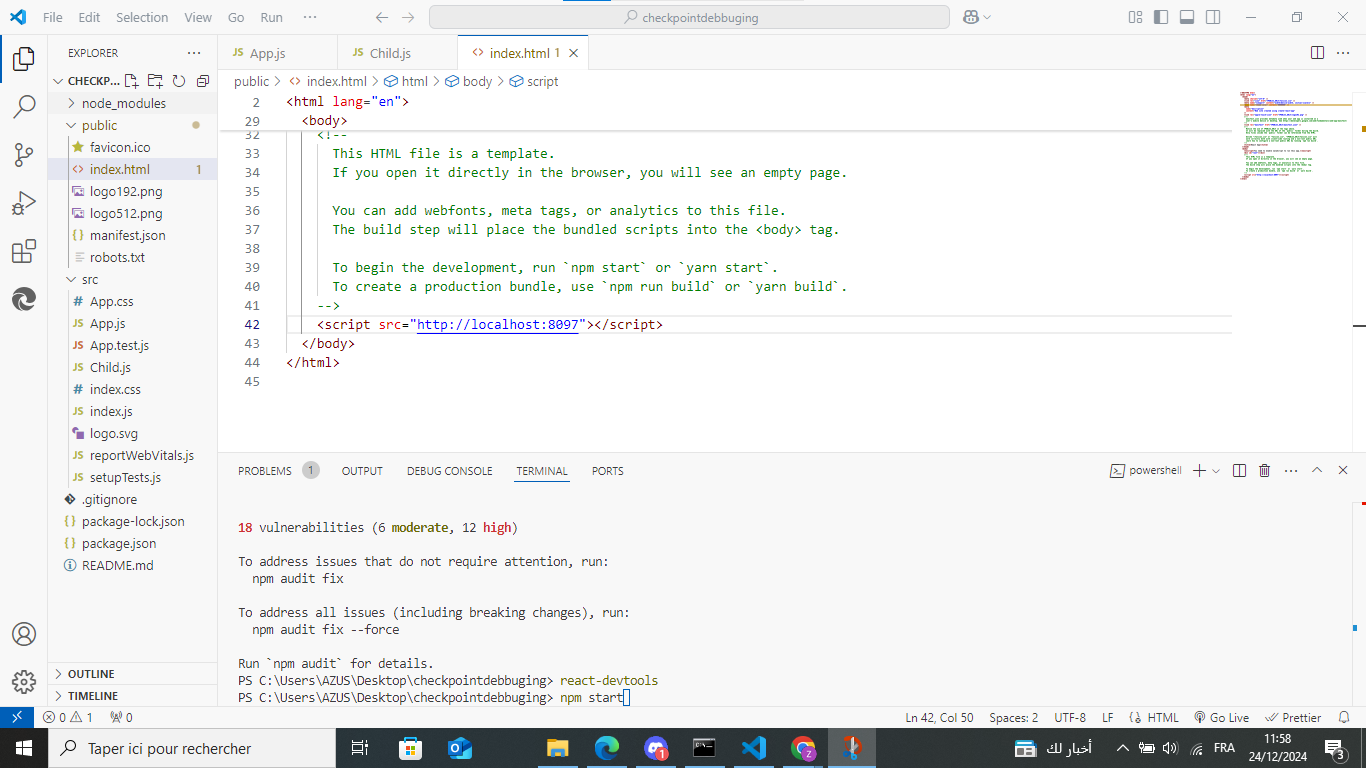 File Edit Selection View Go Run ··· checkpointdebbuging
EXPLORER ···
CHECKP...
node_modules
public
favicon.ico
index.html 1
logo192.png
logo512.png
manifest.json
robots.txt
src
App.css
App.js
App.test.js
Child.js
index.css
index.js
logo.svg
reportWebVitals.js
setupTests.js
.gitignore
package-lock.json
package.json
README.md
OUTLINE
TIMELINE
JS App.js JS Child.js <> index.html 1
public > <> index.html > html > body > script
2 <html lang="en">
29 <body>
32 <!--
33 This HTML file is a template.
34 If you open it directly in the browser, you will see an empty page.
35
36 You can add webfonts, meta tags, or analytics to this file.
37 The build step will place the bundled scripts into the <body> tag.
38
39 To begin the development, run `npm start` or `yarn start`.
40 To create a production bundle, use `npm run build` or `yarn build`.
41 -->
42 <script src="http://localhost:8097"></script>
43 </body>
44 </html>
45
PROBLEMS 1 OUTPUT DEBUG CONSOLE TERMINAL PORTS powershell
18 vulnerabilities (6 moderate, 12 high)
To address issues that do not require attention, run:
npm audit fix
To address all issues (including breaking changes), run:
npm audit fix --force
Run `npm audit` for details.
PS C:\Users\AZUS\Desktop\checkpointdebbuging> react-devtools
PS C:\Users\AZUS\Desktop\checkpointdebbuging> npm start
0 1 0 Ln 42, Col 50 Spaces: 2 UTF-8 LF HTML Go Live Prettier
Taper ici pour rechercher
1
z
أخبار لك
FRA
11:58
24/12/2024
3